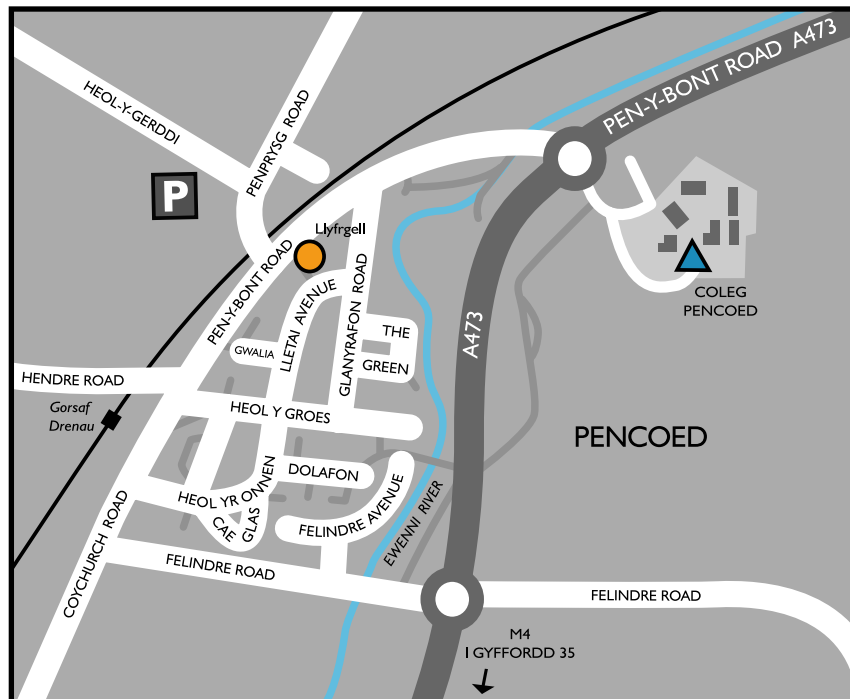 PEN-Y-BONT ROAD A473
HEOL-Y-GERDDI
PENPRYSG ROAD
P
Llyfrgell
PEN-Y-BONT ROAD
LLETAI AVENUE
GLANYRAFON ROAD
COLEG
PENCOED
A473
THE
GREEN
GWALIA
HENDRE ROAD
Gorsaf
Drenau
HEOL Y GROES
PENCOED
DOLAFON
HEOL YR ONNEN
CAE
GLAS
FELINDRE AVENUE
EWENNI RIVER
COYCHURCH ROAD
FELINDRE ROAD
FELINDRE ROAD
M4
I GYFFORDD 35